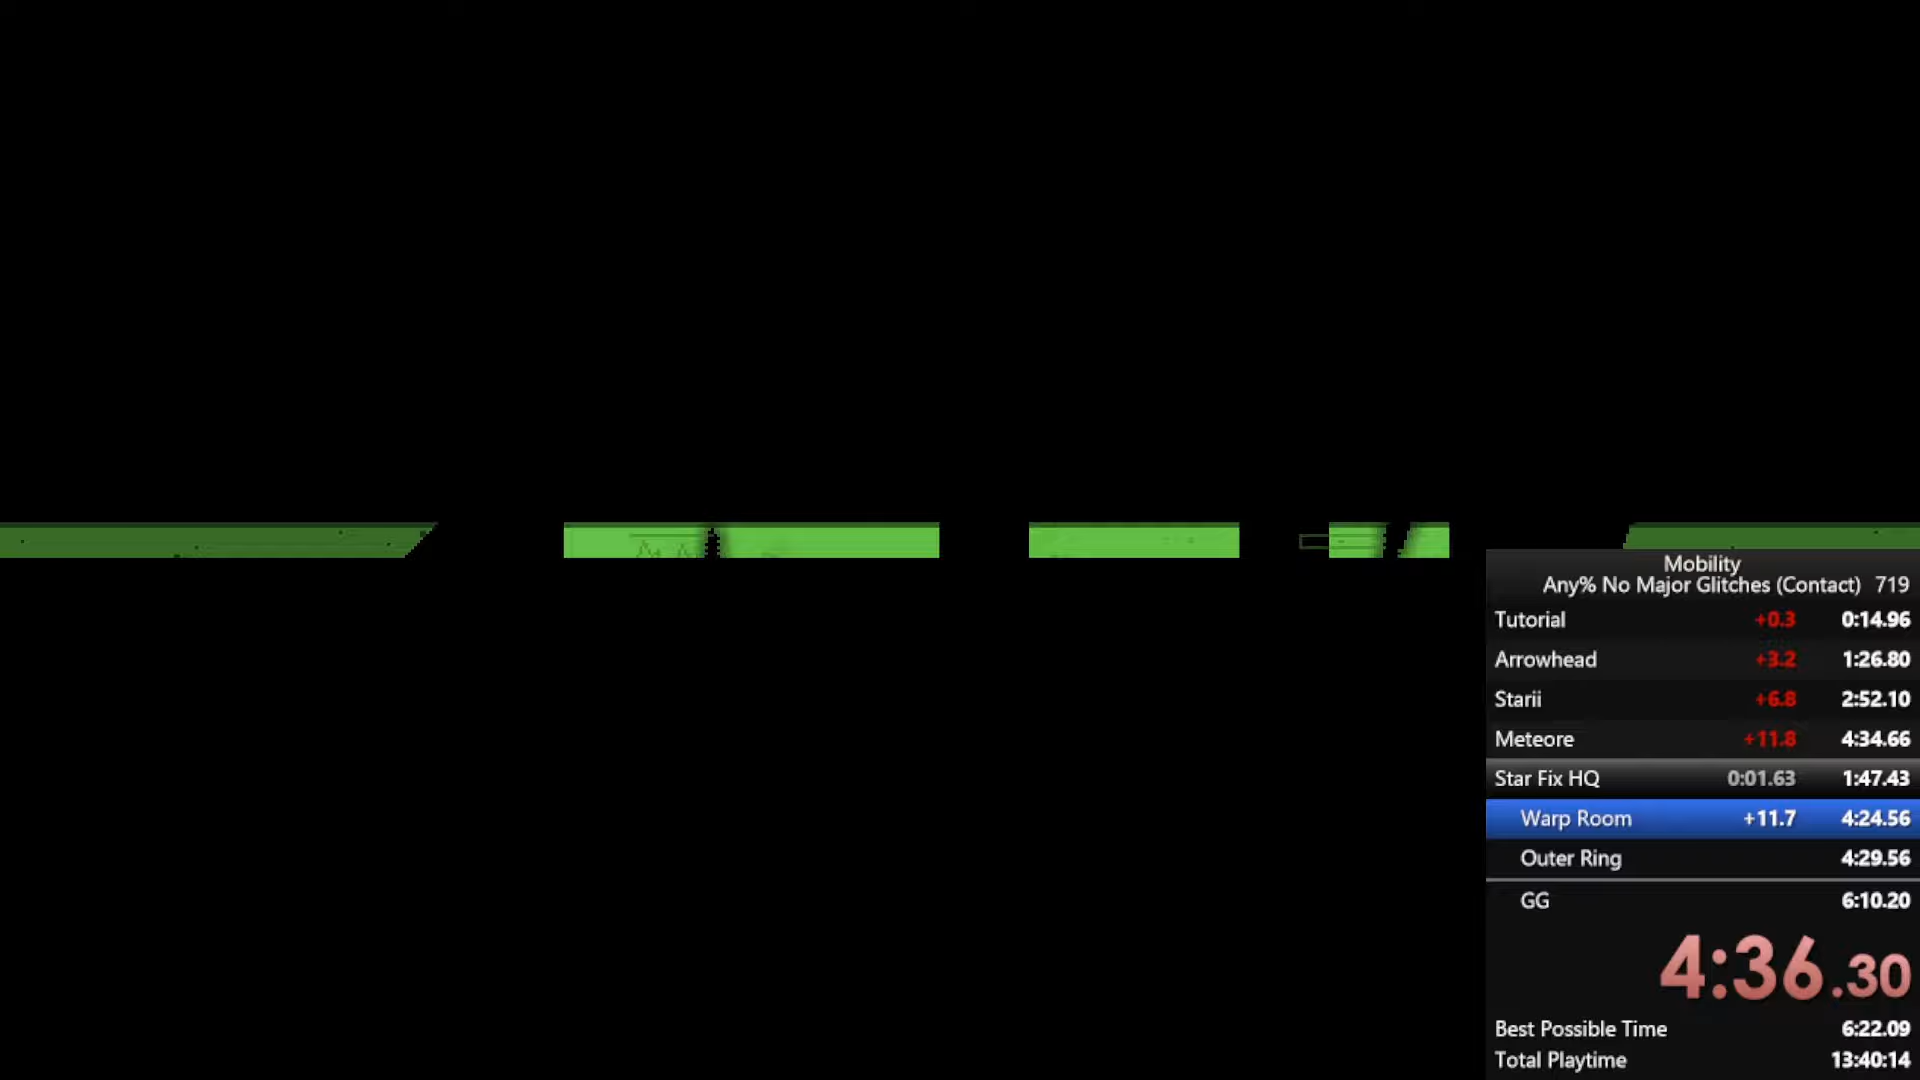 Mobility
Any% No Major Glitches (Contact) 719
Tutorial +0.3 0:14.96
Arrowhead +3.2 1:26.80
Starii +6.8 2:52.10
Meteore +11.8 4:34.66
Star Fix HQ 0:01.63 1:47.43
Warp Room +11.7 4:24.56
Outer Ring 4:29.56
GG 6:10.20
4:36.30
Best Possible Time 6:22.09
Total Playtime 13:40:14